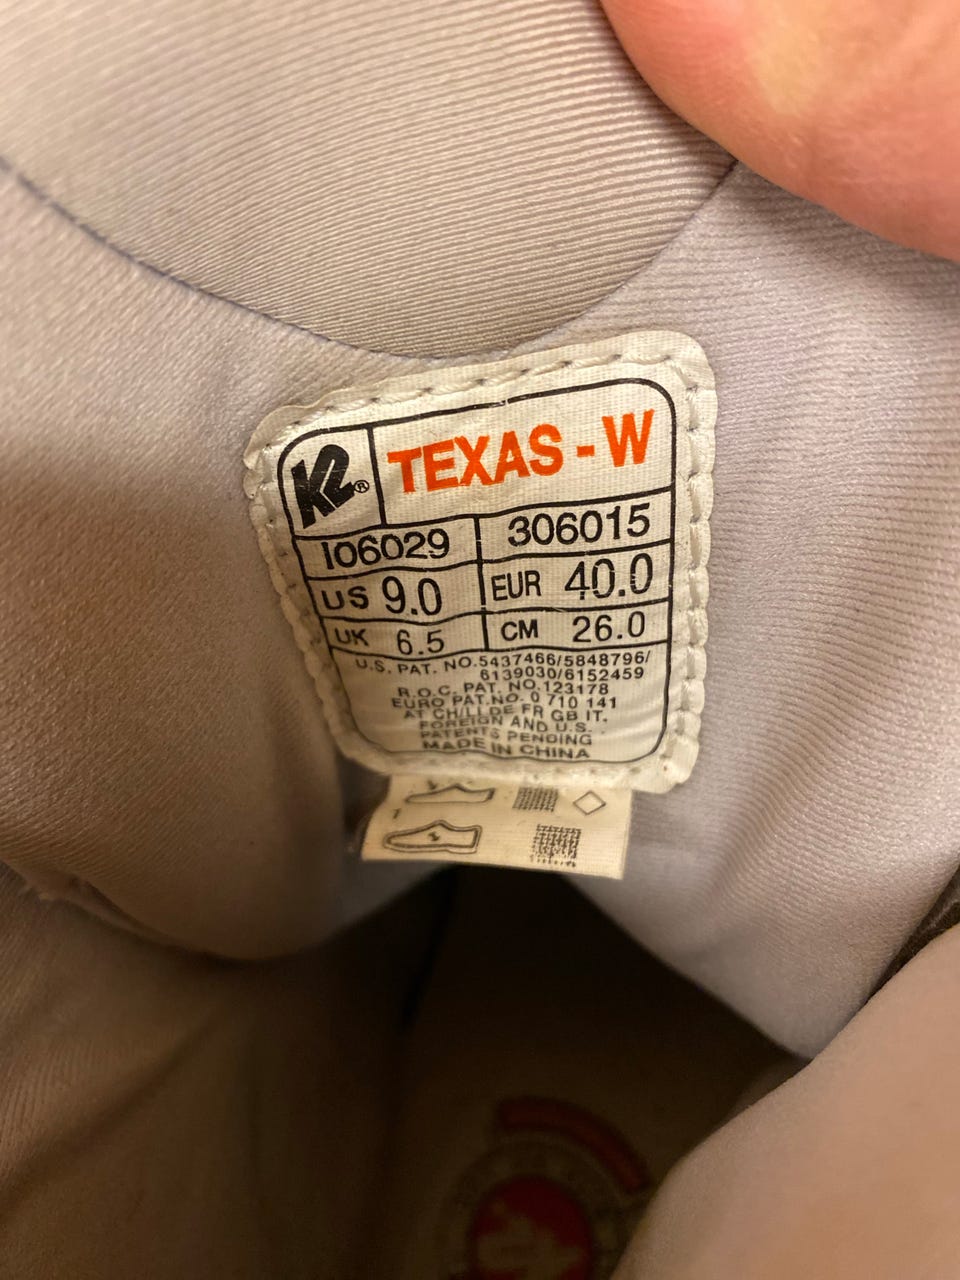 K2® TEXAS - W
I06029 306015
US 9.0 EUR 40.0
UK 6.5 CM 26.0
U.S. PAT. NO.5437466/5848796/
6139030/6152459
R.O.C. PAT. NO.123178
EURO PAT.NO. 0 710 141
AT CH/LLDE FR GB IT.
FOREIGN AND U.S.
PATENTS PENDING
MADE IN CHINA